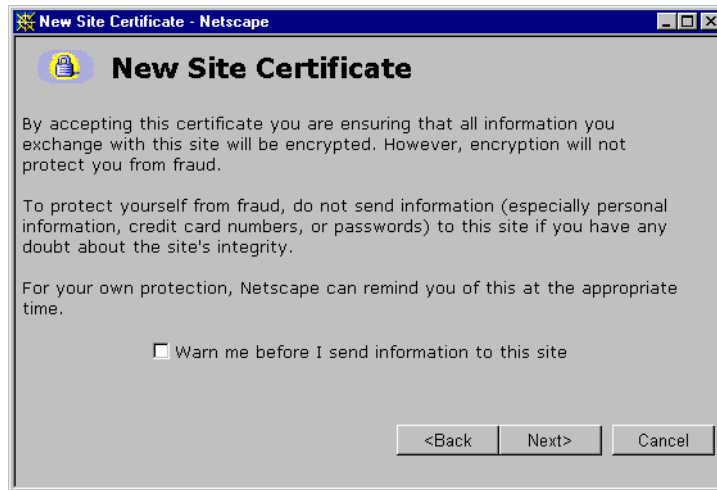 New Site Certificate - Netscape
New Site Certificate
By accepting this certificate you are ensuring that all information you
exchange with this site will be encrypted. However, encryption will not
protect you from fraud.
To protect yourself from fraud, do not send information (especially personal
information, credit card numbers, or passwords) to this site if you have any
doubt about the site's integrity.
For your own protection, Netscape can remind you of this at the appropriate
time.
Warn me before I send information to this site
<Back Next> Cancel